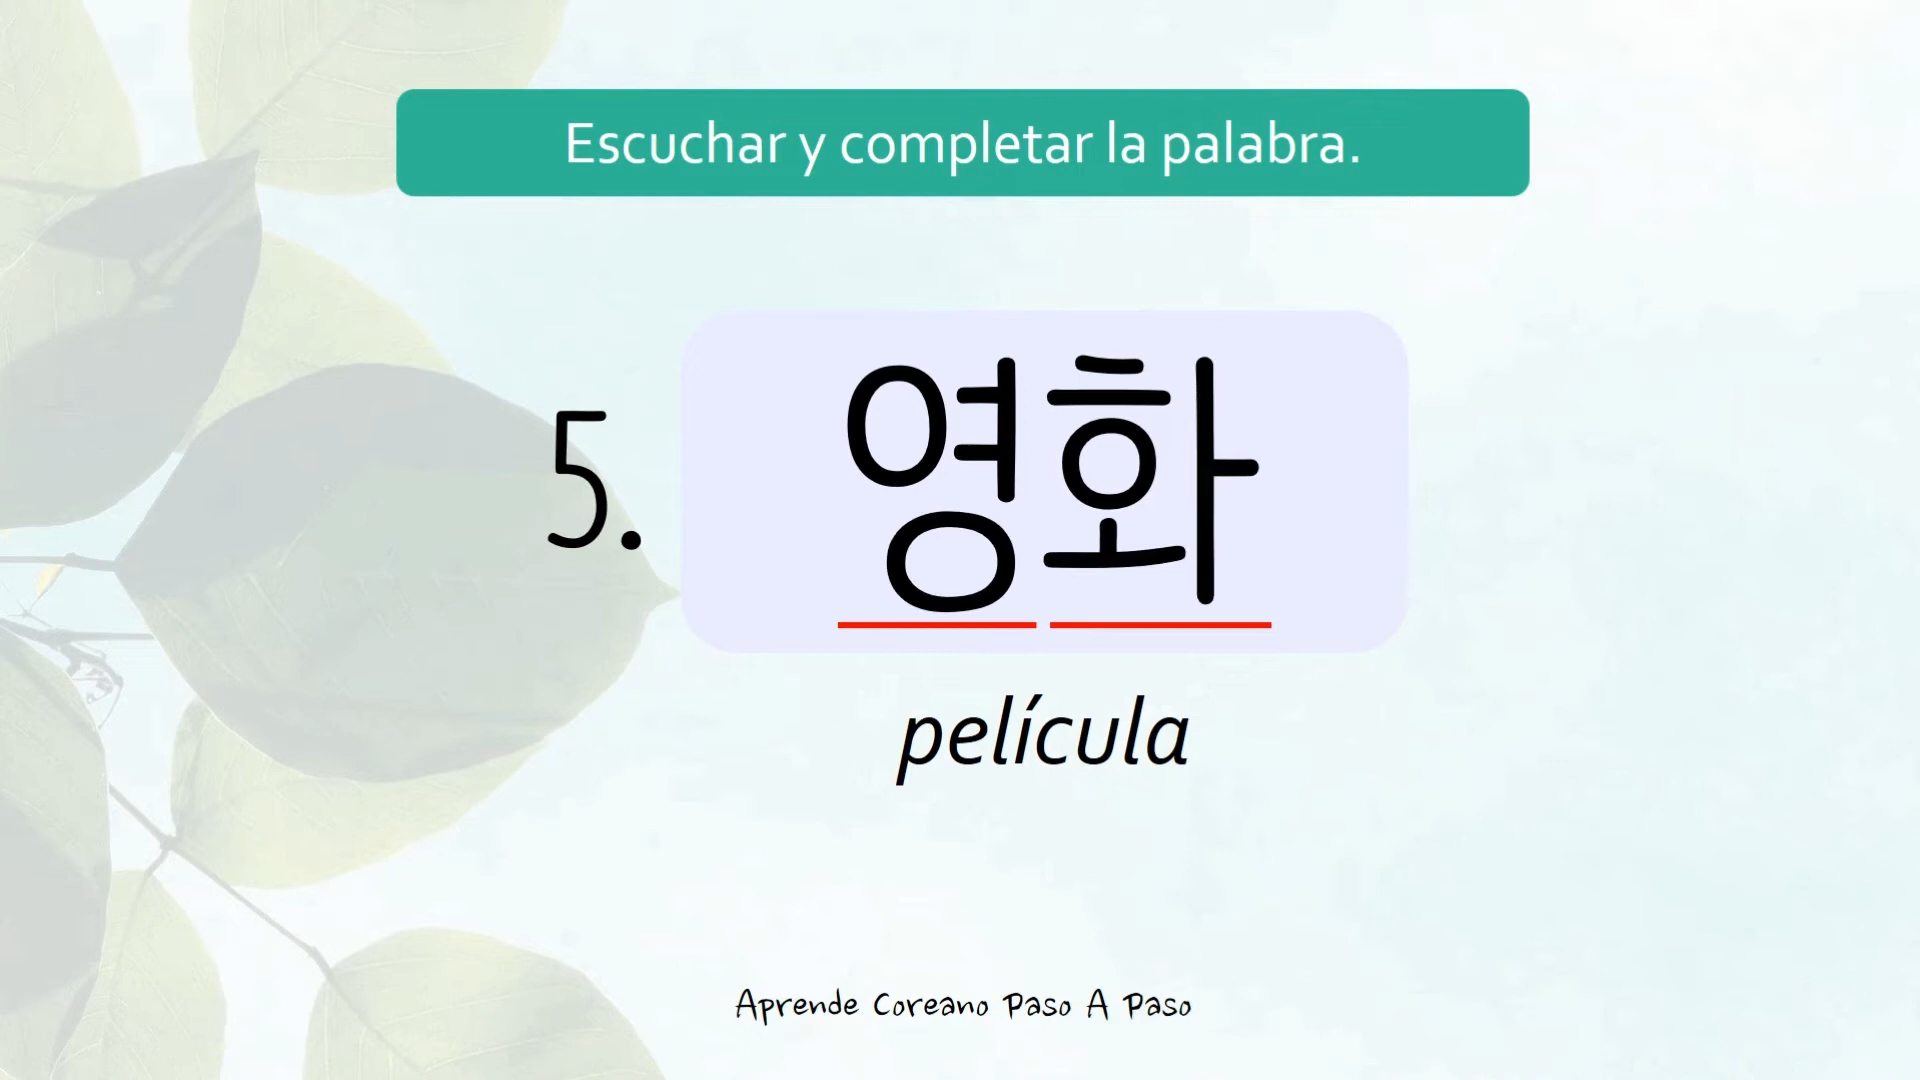 Escuchar y completar la palabra.
5. 영화
película
Aprende Coreano Paso A Paso